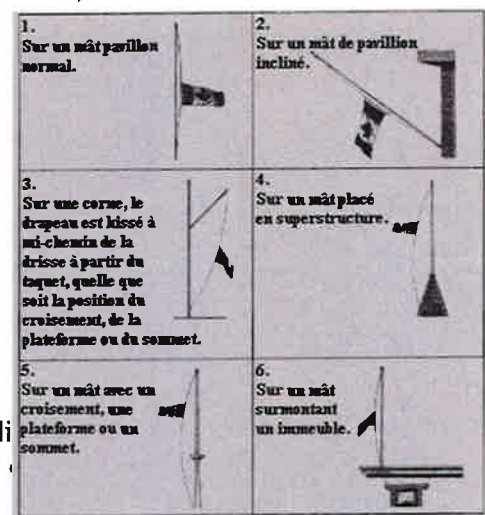 1.
Sur un mât pavillon
normal.
2.
Sur un mât de pavillion
incliné.
3.
Sur une corne, le
drapeau est hissé à
mi-chemin de la
drisse à partir du
taquet, quelle que
soit la position du
croisement, de la
plateforme ou du sommet.
4.
Sur un mât placé
en superstructure.
5.
Sur un mât avec un
croisement, une
plateforme ou un
sommet.
6.
Sur un mât
surmontant
un immeuble.